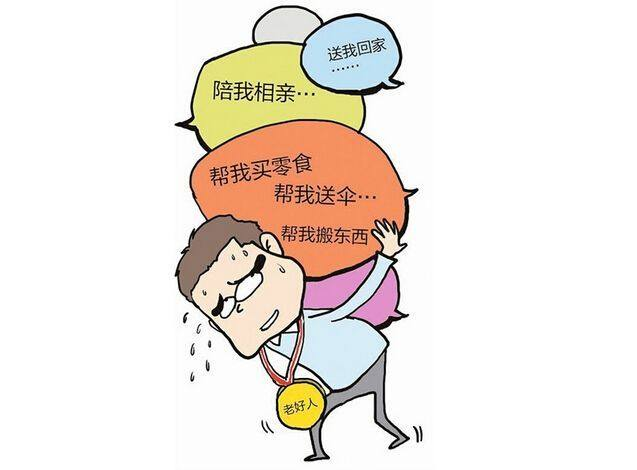 送我回家
……
陪我相亲…
帮我买零食
帮我送伞…
帮我搬东西
老好人